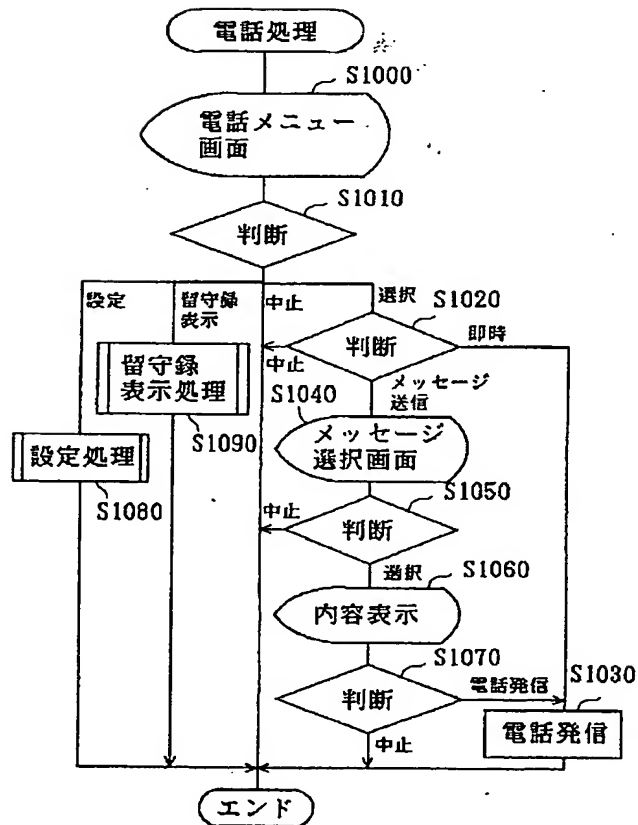 電話処理
S1000
電話メニュー
画面
S1010
判断
設定
留守録
表示
中止
選択
S1020
判断
即時
中止
メッセージ
送信
留守録
表示処理
S1090
S1040
メッセージ
選択画面
設定処理
S1080
S1050
中止
判断
選択
S1060
内容表示
S1070
判断
電話発信
S1030
電話発信
中止
エンド